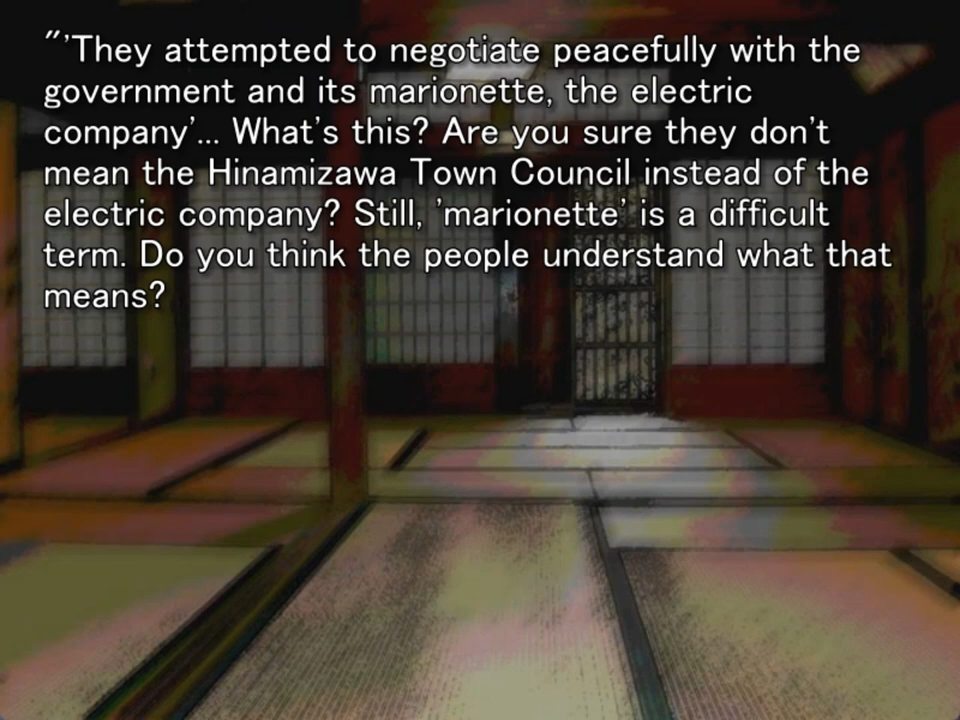 "'They attempted to negotiate peacefully with the
government and its marionette, the electric
company'... What's this? Are you sure they don't
mean the Hinamizawa Town Council instead of the
electric company? Still, 'marionette' is a difficult
term. Do you think the people understand what that
means?